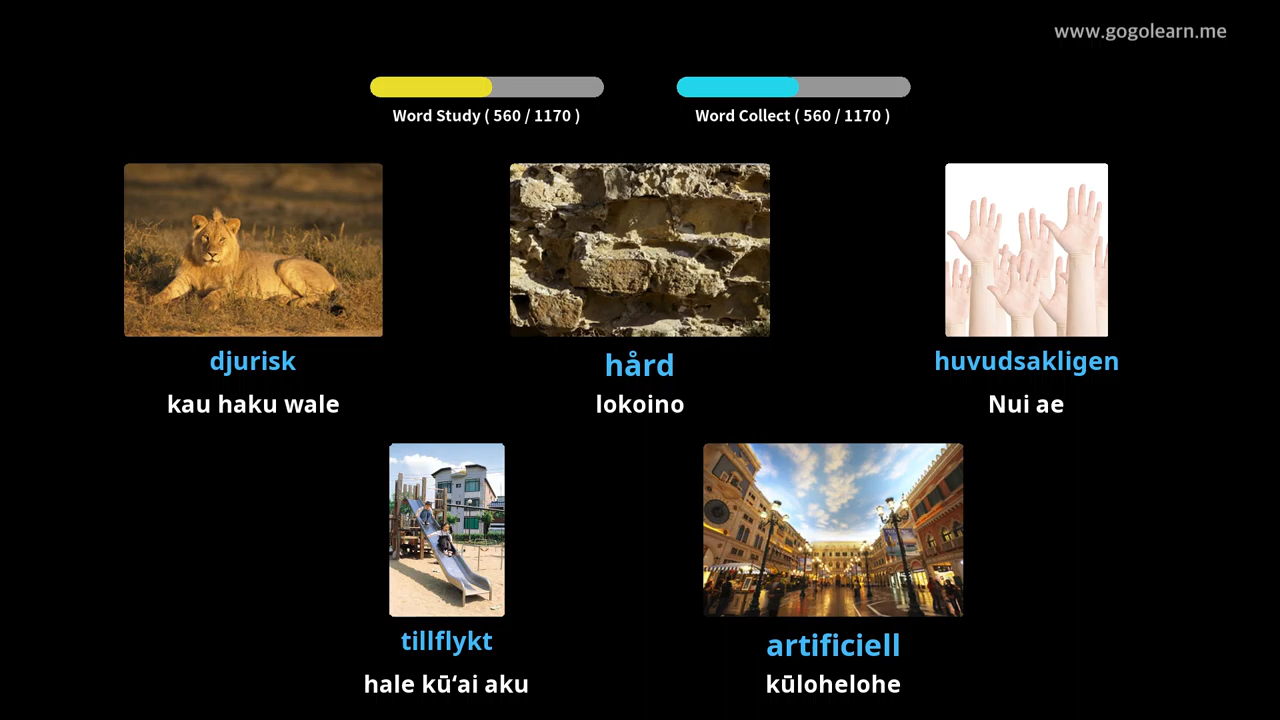 www.gogolearn.me
Word Study ( 560 / 1170 )
Word Collect ( 560 / 1170 )
djurisk
hård
huvudsakligen
kau haku wale
lokoino
Nui ae
tillflykt
artificiell
hale kūʻai aku
kūlohelohe